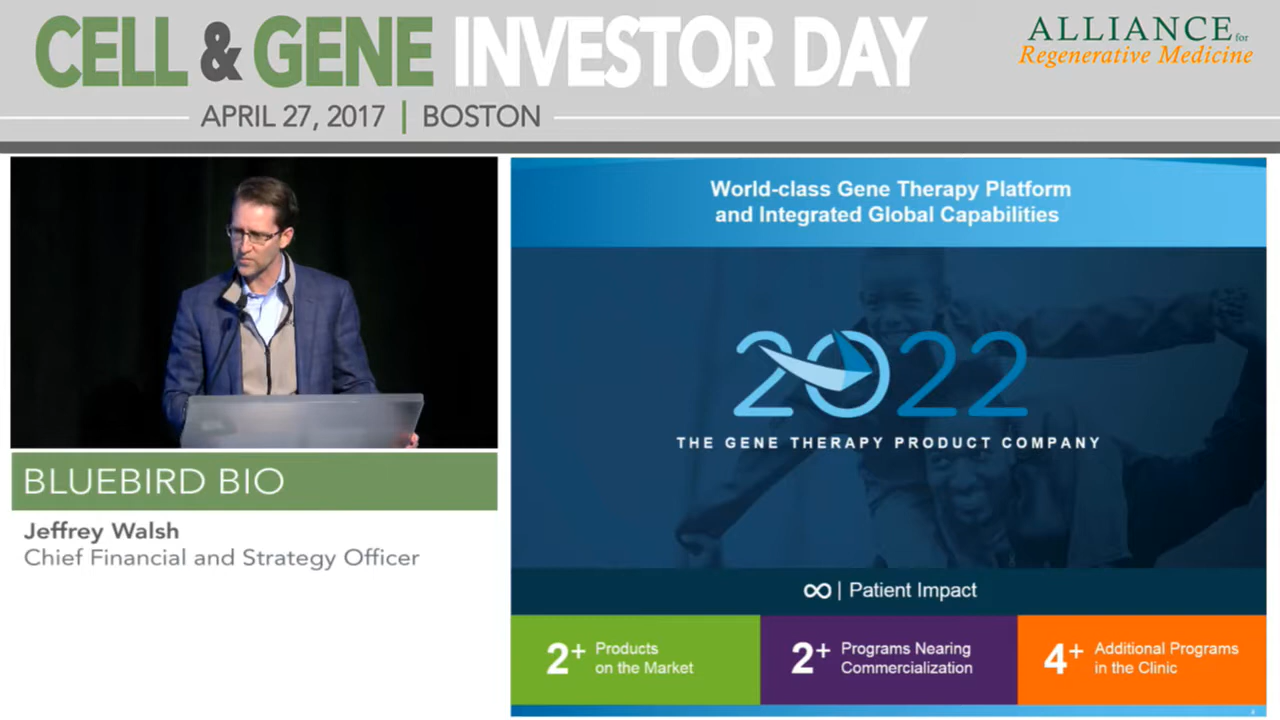 CELL & GENE INVESTOR DAY
APRIL 27, 2017 | BOSTON
ALLIANCE for
Regenerative Medicine
BLUEBIRD BIO
Jeffrey Walsh
Chief Financial and Strategy Officer
World-class Gene Therapy Platform
and Integrated Global Capabilities
2022
THE GENE THERAPY PRODUCT COMPANY
∞ | Patient Impact
2+ Products
on the Market
2+ Programs Nearing
Commercialization
4+ Additional Programs
in the Clinic